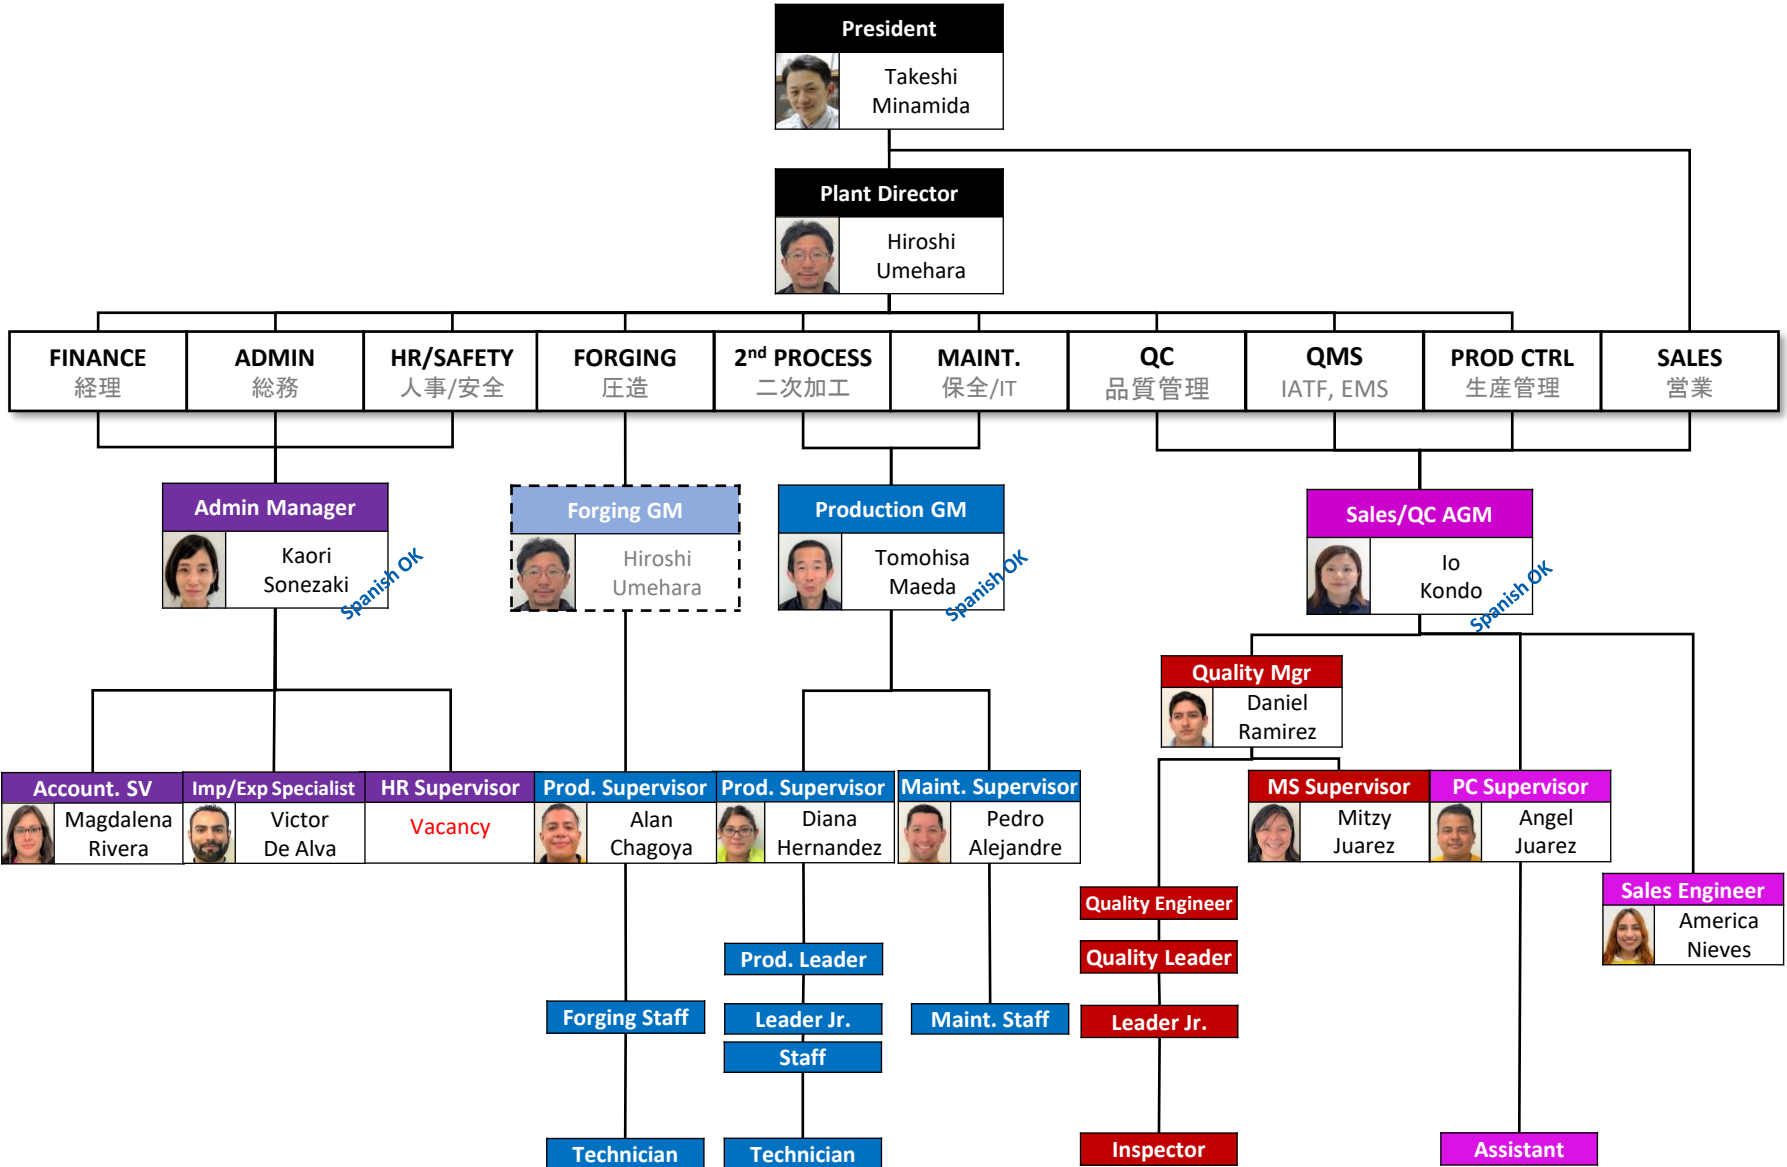 President
Takeshi
Minamida
Plant Director
Hiroshi
Umehara
FINANCE
経理
ADMIN
総務
HR/SAFETY
人事/安全
FORGING
圧造
2nd PROCESS
二次加工
MAINT.
保全/IT
QC
品質管理
QMS
IATF, EMS
PROD CTRL
生産管理
SALES
営業
Admin Manager
Kaori
Sonezaki
Spanish OK
Forging GM
Hiroshi
Umehara
Production GM
Tomohisa
Maeda
Spanish OK
Sales/QC AGM
Io
Kondo
Spanish OK
Quality Mgr
Daniel
Ramirez
Account. SV
Magdalena
Rivera
Imp/Exp Specialist
Victor
De Alva
HR Supervisor
Vacancy
Prod. Supervisor
Alan
Chagoya
Prod. Supervisor
Diana
Hernandez
Maint. Supervisor
Pedro
Alejandre
MS Supervisor
Mitzy
Juarez
PC Supervisor
Angel
Juarez
Sales Engineer
America
Nieves
Quality Engineer
Prod. Leader
Quality Leader
Forging Staff
Leader Jr.
Maint. Staff
Leader Jr.
Staff
Technician
Technician
Inspector
Assistant